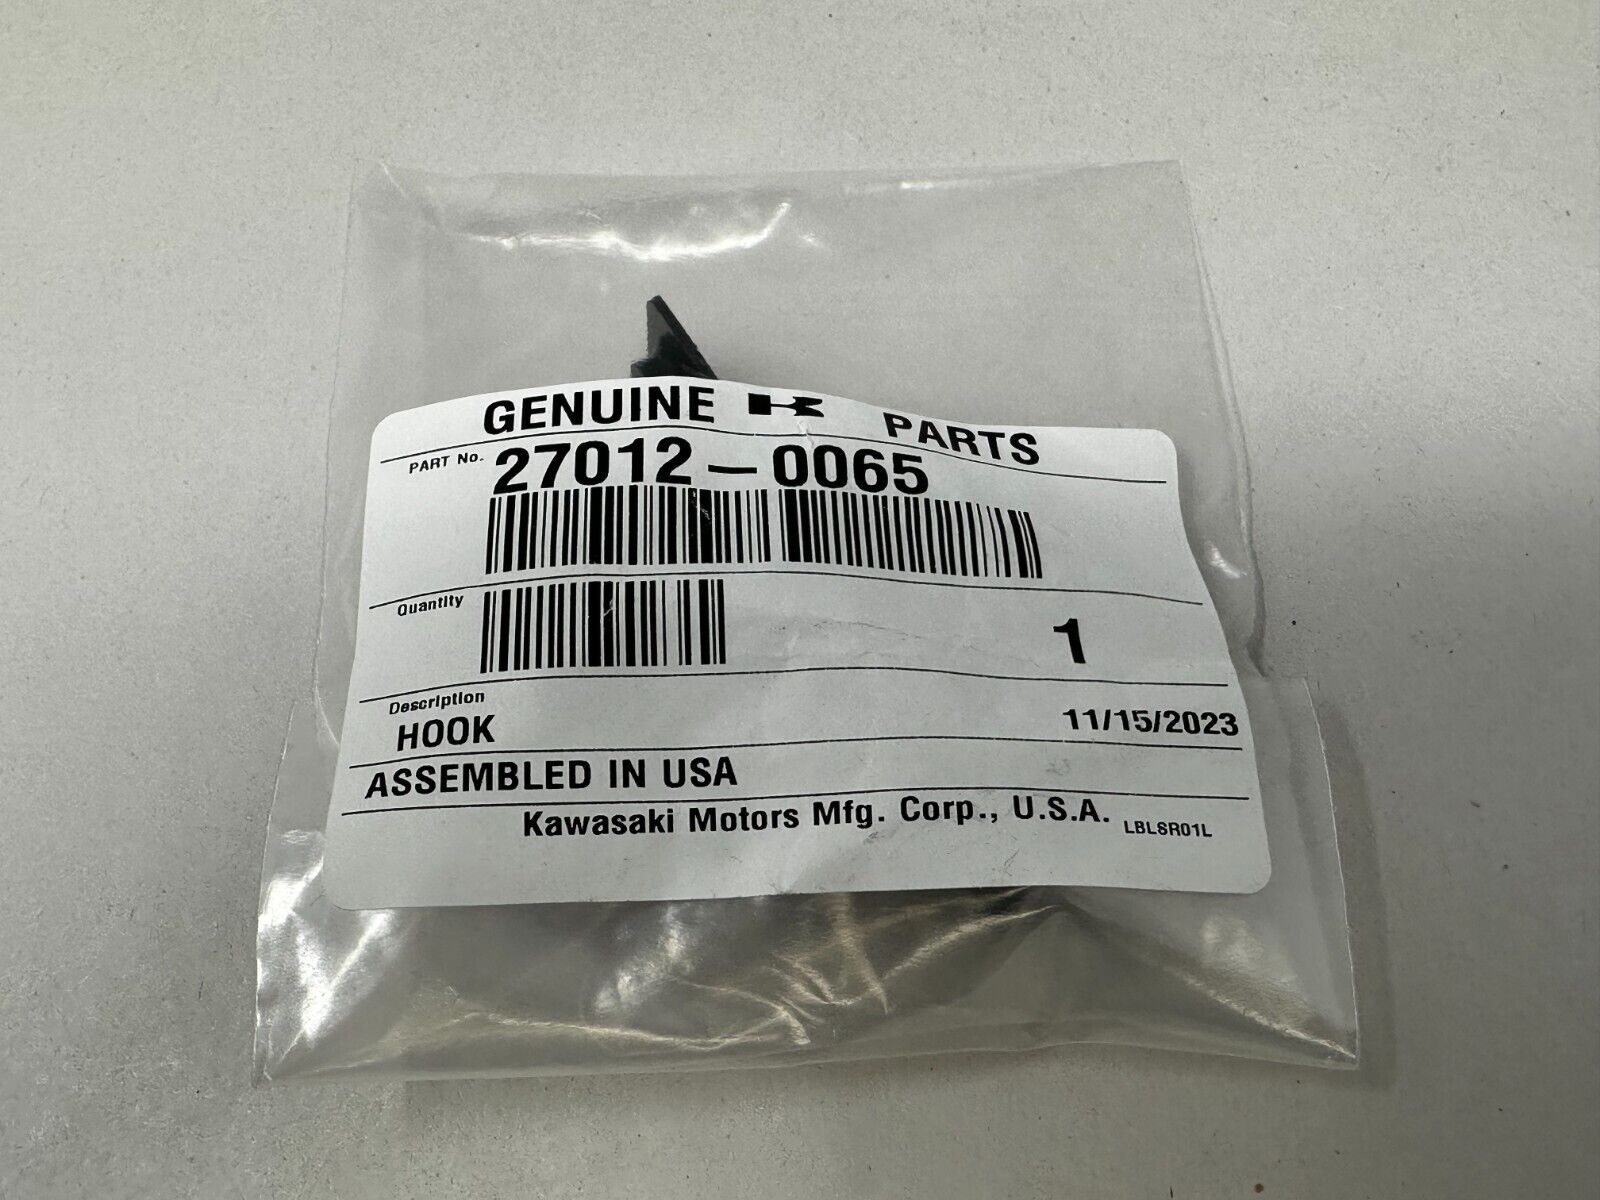 GENUINE PARTS
PART No. 27012-0065
Quantity 1
Description
HOOK 11/15/2023
ASSEMBLED IN USA
Kawasaki Motors Mfg. Corp., U.S.A. LBLSR01L